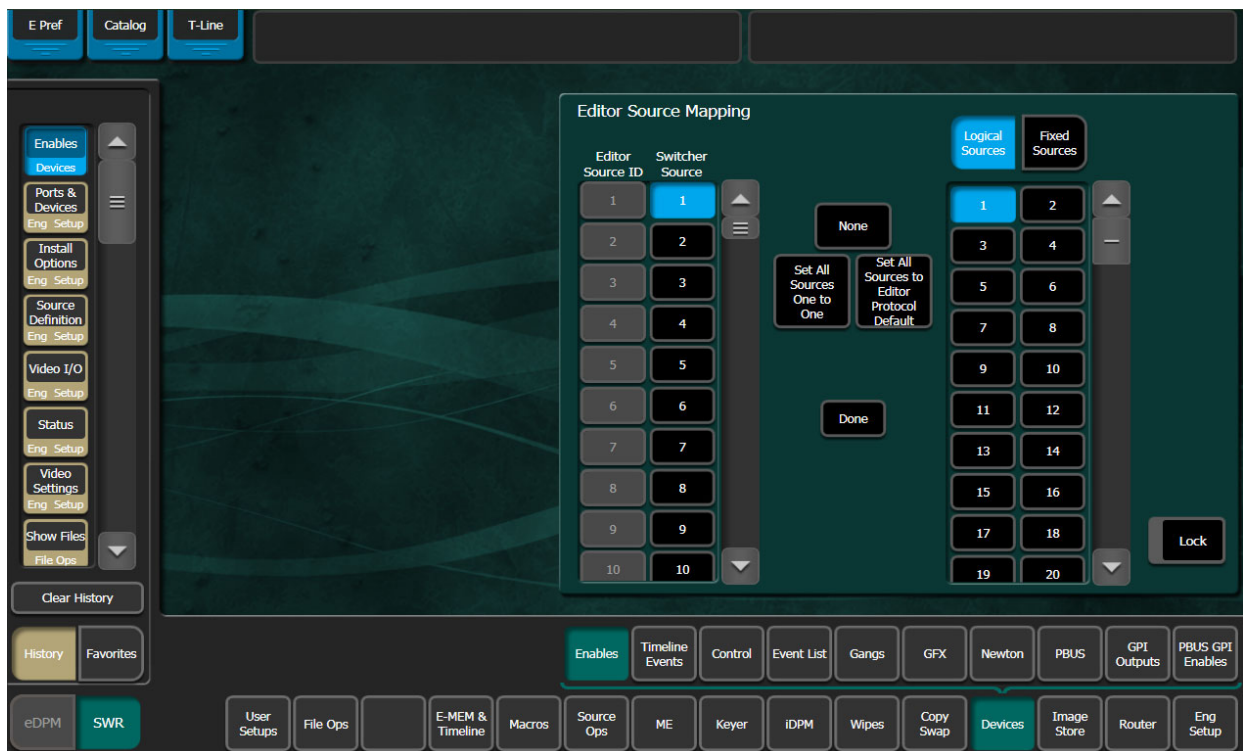 E Pref
Catalog
T-Line
Enables
Devices
Ports &
Devices
Eng Setup
Install
Options
Eng Setup
Source
Definition
Eng Setup
Video I/O
Eng Setup
Status
Eng Setup
Video
Settings
Eng Setup
Show Files
File Ops
Clear History
History
Favorites
eDPM
SWR
Editor Source Mapping
Editor
Source ID
Switcher
Source
1
1
2
2
3
3
4
4
5
5
6
6
7
7
8
8
9
9
10
10
None
Set All
Sources
One to
One
Set All
Sources to
Editor
Protocol
Default
Done
Logical
Sources
Fixed
Sources
1
2
3
4
5
6
7
8
9
10
11
12
13
14
15
16
17
18
19
20
Lock
Enables
Timeline
Events
Control
Event List
Gangs
GFX
Newton
PBUS
GPI
Outputs
PBUS GPI
Enables
User
Setups
File Ops
E-MEM &
Timeline
Macros
Source
Ops
ME
Keyer
iDPM
Wipes
Copy
Swap
Devices
Image
Store
Router
Eng
Setup